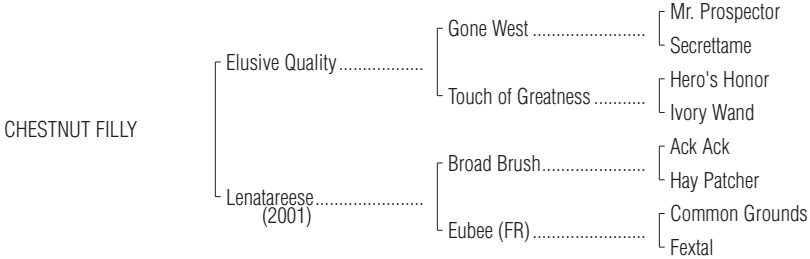 Mr. Prospector
Gone West ........................
Secrettame
Elusive Quality..................
Hero's Honor
Touch of Greatness ...........
Ivory Wand
CHESTNUT FILLY
Ack Ack
Broad Brush......................
Hay Patcher
Lenatareese.......................
(2001)
Common Grounds
Eubee (FR) ........................
Fextal